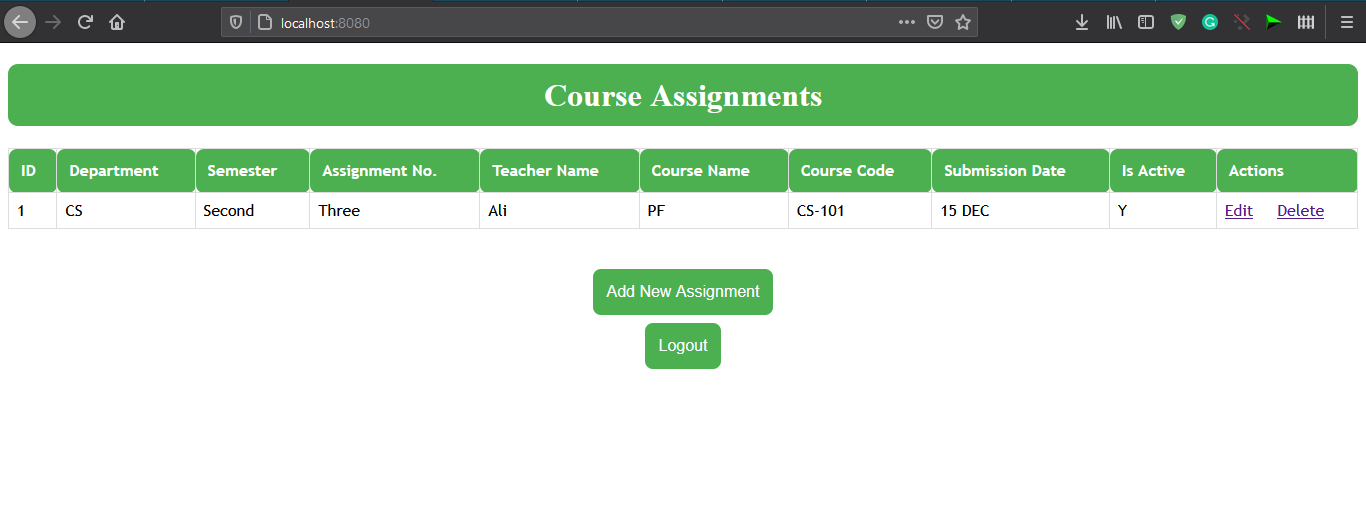 localhost:8080
Course Assignments
ID Department Semester Assignment No. Teacher Name Course Name Course Code Submission Date Is Active Actions
1 CS Second Three Ali PF CS-101 15 DEC Y Edit Delete
Add New Assignment
Logout